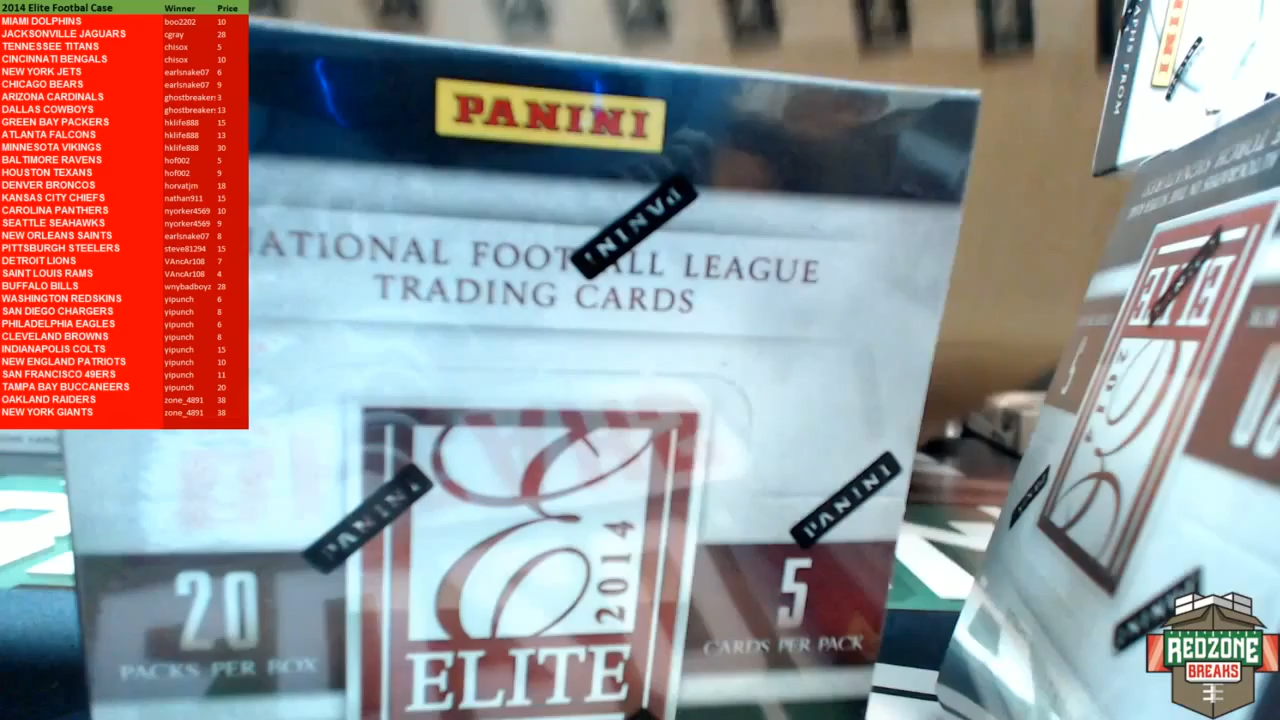 2014 Elite Footbal Case Winner Price
MIAMI DOLPHINS boo2202 10
JACKSONVILLE JAGUARS cgray 28
TENNESSEE TITANS chisox 5
CINCINNATI BENGALS chisox 10
NEW YORK JETS earlsnake07 6
CHICAGO BEARS earlsnake07 9
ARIZONA CARDINALS ghostbreaker 3
DALLAS COWBOYS ghostbreaker 13
GREEN BAY PACKERS hklife888 15
ATLANTA FALCONS hklife888 13
MINNESOTA VIKINGS hklife888 30
BALTIMORE RAVENS hof002 5
HOUSTON TEXANS hof002 9
DENVER BRONCOS horvatjm 18
KANSAS CITY CHIEFS nathan911 15
CAROLINA PANTHERS nyorker4569 10
SEATTLE SEAHAWKS nyorker4569 9
NEW ORLEANS SAINTS earlsnake07 8
PITTSBURGH STEELERS steve81294 15
DETROIT LIONS VAncAr108 7
SAINT LOUIS RAMS VAncAr108 4
BUFFALO BILLS wnybadboyz 28
WASHINGTON REDSKINS yipunch 6
SAN DIEGO CHARGERS yipunch 8
PHILADELPHIA EAGLES yipunch 6
CLEVELAND BROWNS yipunch 8
INDIANAPOLIS COLTS yipunch 15
NEW ENGLAND PATRIOTS yipunch 10
SAN FRANCISCO 49ERS yipunch 11
TAMPA BAY BUCCANEERS yipunch 20
OAKLAND RAIDERS zone_4891 38
NEW YORK GIANTS zone_4891 38
PANINI
PANINI
ATIONAL FOOTBALL LEAGUE
TRADING CARDS
PANINI
PANINI
2014
20
PACKS PER BOX
5
CARDS PER PACK
ELITE
PHS FROM
PANINI
ELITE
2014
5
REDZONE
BREAKS